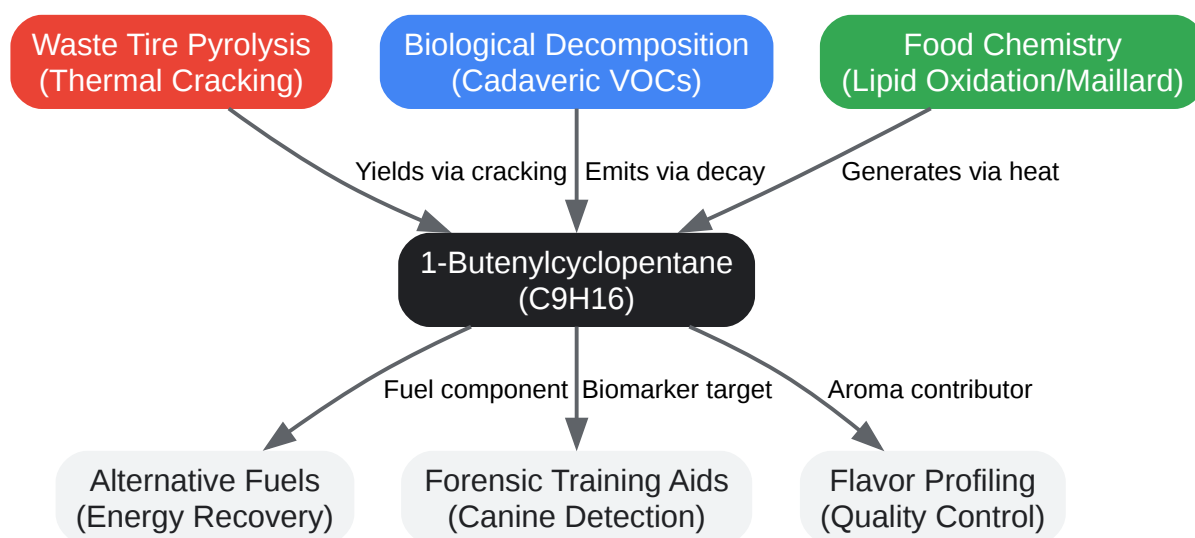 Waste Tire Pyrolysis
(Thermal Cracking)
Biological Decomposition
(Cadaveric VOCs)
Food Chemistry
(Lipid Oxidation/Maillard)
Yields via cracking
Emits via decay
Generates via heat
1-Butenylcyclopentane
(C9H16)
Fuel component
Biomarker target
Aroma contributor
Alternative Fuels
(Energy Recovery)
Forensic Training Aids
(Canine Detection)
Flavor Profiling
(Quality Control)